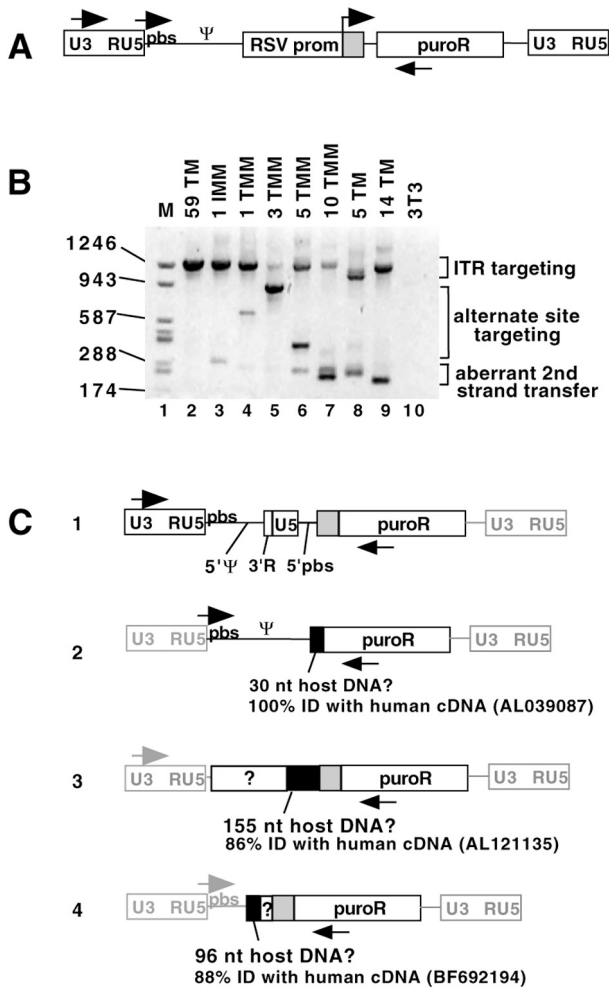 A
U3 RU5 pbs Ψ RSV prom puroR U3 RU5
B
M 59 TM 1 IMM 1 TMM 3 TMM 5 TMM 10 TMM 5 TM 14 TM 3T3
1246
943
587
288
174
ITR targeting
alternate site
targeting
aberrant 2nd
strand transfer
1 2 3 4 5 6 7 8 9 10
C
1
U3 RU5 pbs U5 puroR U3 RU5
5'Ψ 3'R 5'pbs
2
U3 RU5 pbs Ψ puroR U3 RU5
30 nt host DNA?
100% ID with human cDNA (AL039087)
3
U3 RU5 ? puroR U3 RU5
155 nt host DNA?
86% ID with human cDNA (AL121135)
4
U3 RU5 pbs ? puroR U3 RU5
96 nt host DNA?
88% ID with human cDNA (BF692194)